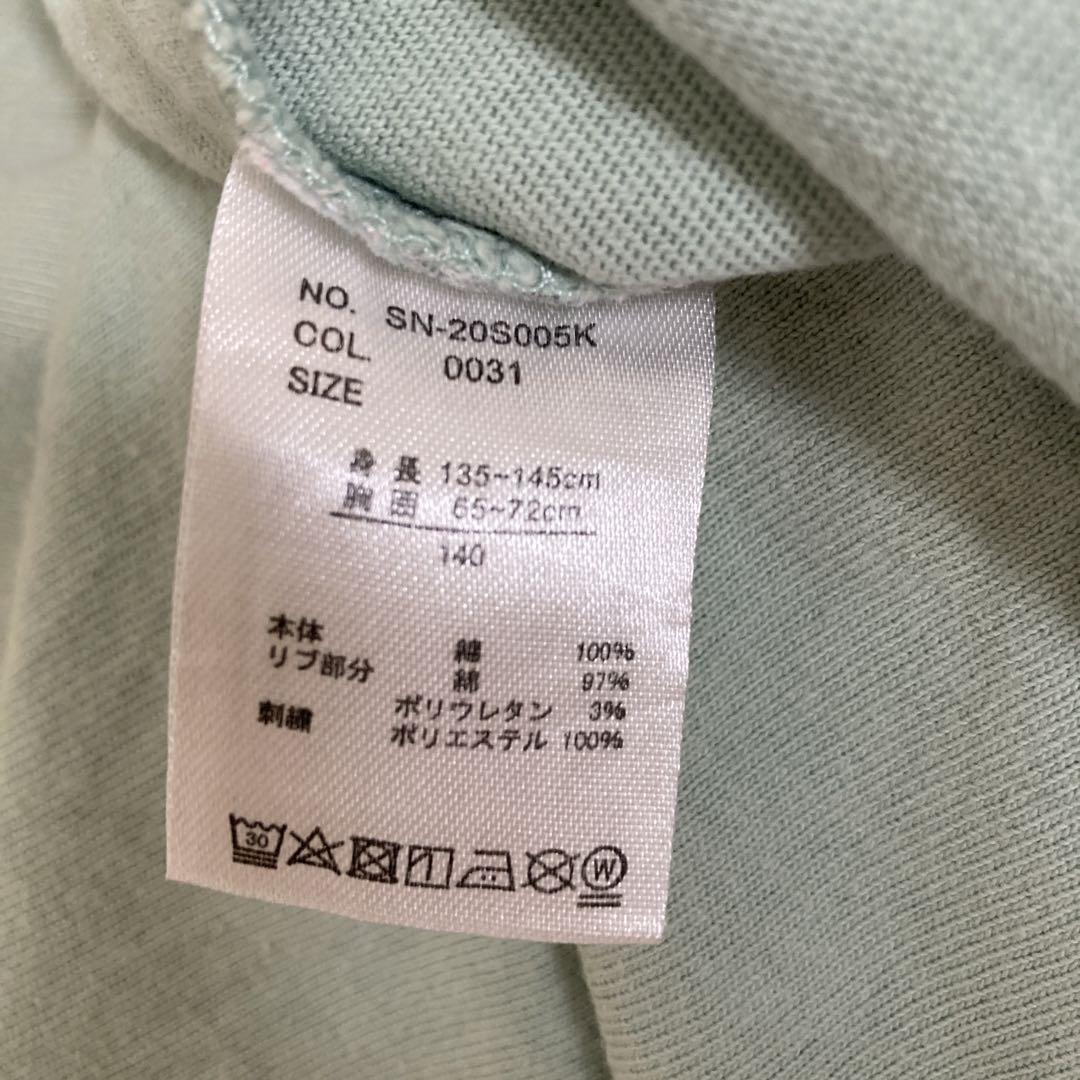 NO. SN-20S005K
COL. 0031
SIZE
身長 135~145cm
胸囲 65~72cm
140
本体 綿 100%
リブ部分 綿 97%
ポリウレタン 3%
刺繍 ポリエステル 100%
30
W